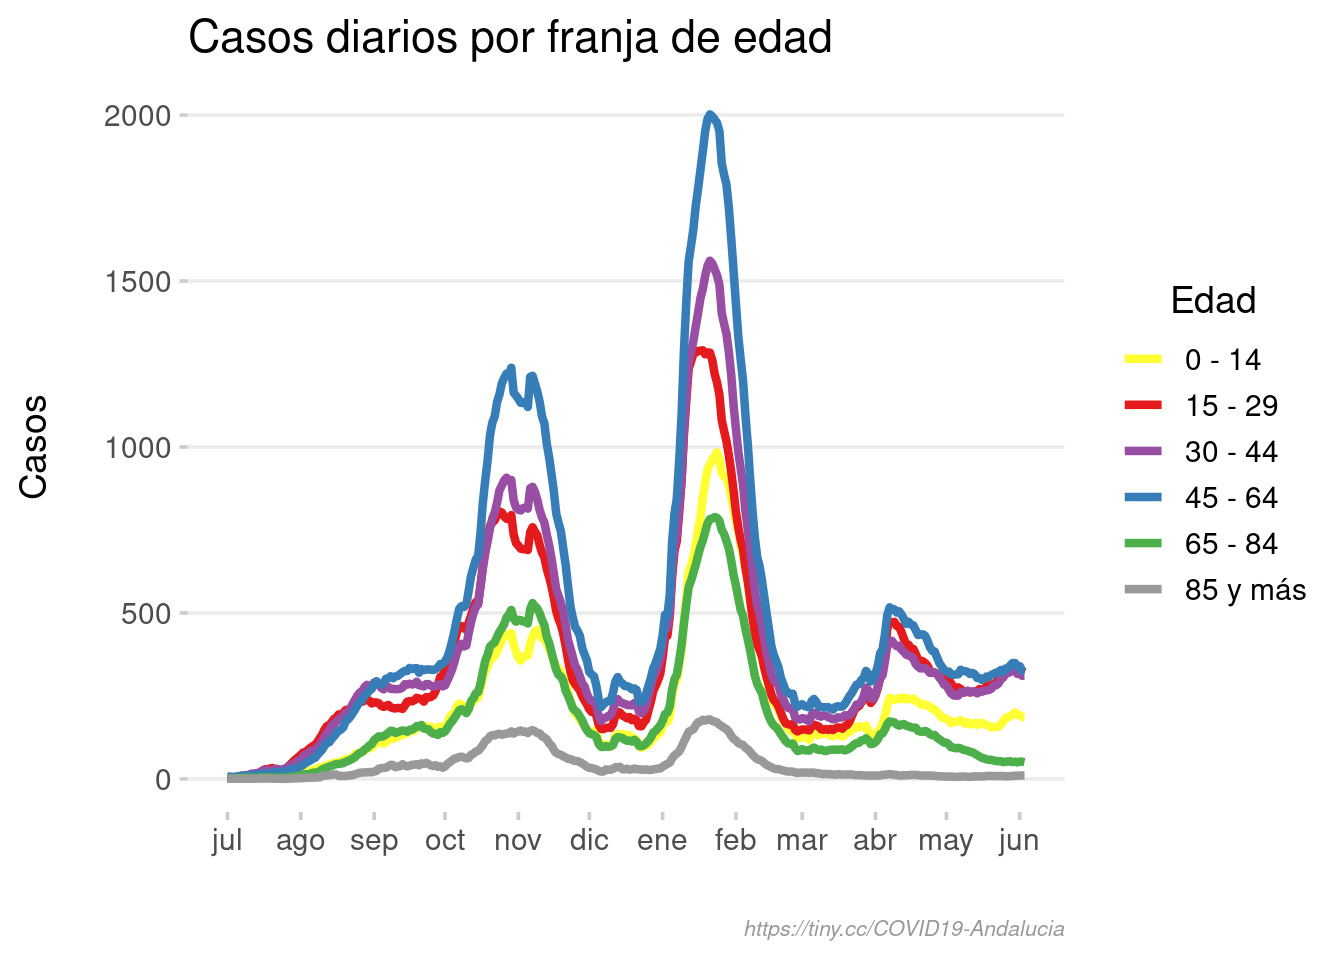 Casos diarios por franja de edad
Casos
2000
1500
1000
500
0
jul ago sep oct nov dic ene feb mar abr may jun
Edad
0 - 14
15 - 29
30 - 44
45 - 64
65 - 84
85 y más
https://tiny.cc/COVID19-Andalucia